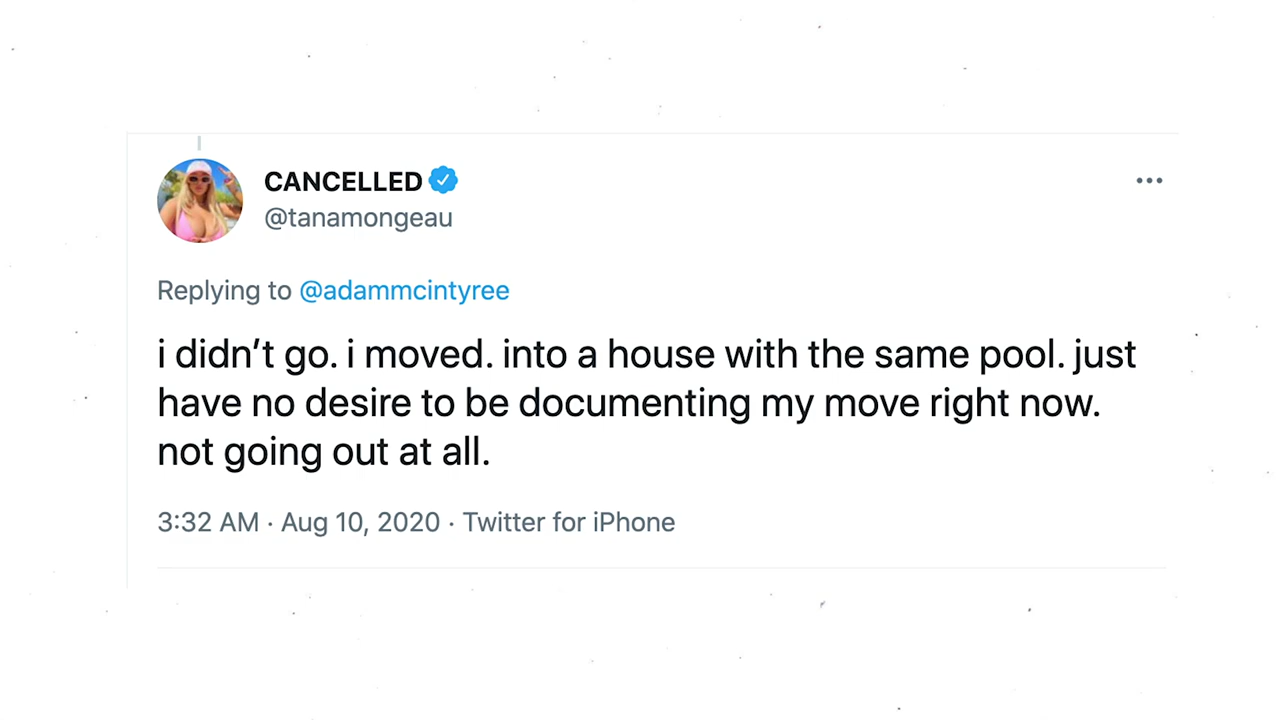 CANCELLED
@tanamongeau
Replying to @adammcintyree
i didn’t go. i moved. into a house with the same pool. just
have no desire to be documenting my move right now.
not going out at all.
3:32 AM · Aug 10, 2020 · Twitter for iPhone